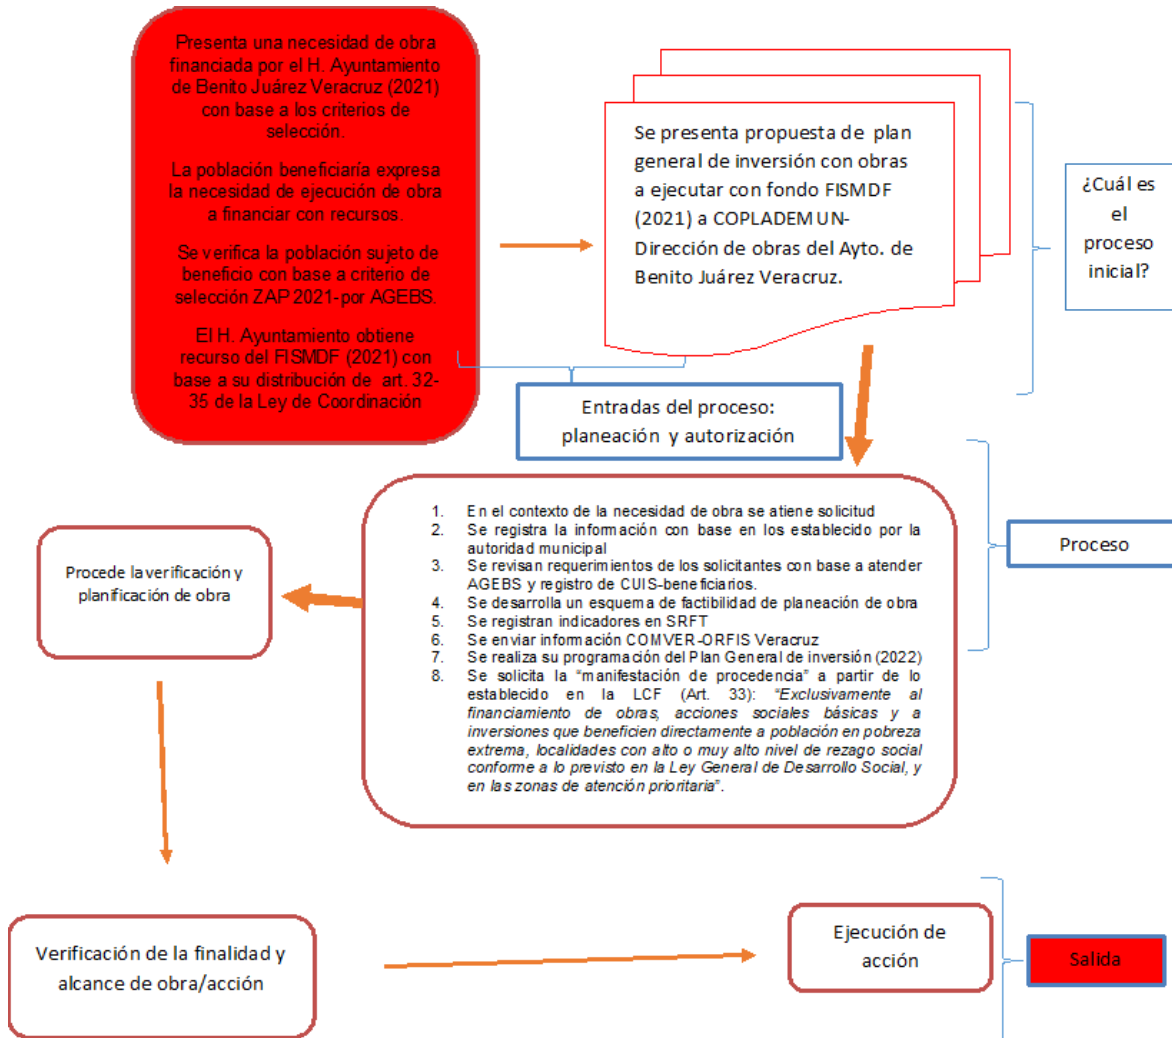 Presenta una necesidad de obra
financiada por el H. Ayuntamiento
de Benito Juárez Veracruz (2021)
con base a los criterios de
selección.
La población beneficiaría expresa
la necesidad de ejecución de obra
a financiar con recursos.
Se verifica la población sujeto de
beneficio con base a criterio de
selección ZAP 2021-por AGEBS.
El H. Ayuntamiento obtiene
recurso del FISMDF (2021) con
base a su distribución de art. 32-
35 de la Ley de Coordinación
Se presenta propuesta de plan
general de inversión con obras
a ejecutar con fondo FISMDF
(2021) a COPLADEMUN-
Dirección de obras del Ayto. de
Benito Juárez Veracruz.
¿Cuál es
el
proceso
inicial?
Entradas del proceso:
planeación y autorización
1. En el contexto de la necesidad de obra se atiene solicitud
2. Se registra la información con base en los establecido por la
autoridad municipal
3. Se revisan requerimientos de los solicitantes con base a atender
AGEBS y registro de CUIS-beneficiarios.
4. Se desarrolla un esquema de factibilidad de planeación de obra
5. Se registran indicadores en SRFT
6. Se enviar información COMVER-ORFIS Veracruz
7. Se realiza su programación del Plan General de inversión (2022)
8. Se solicita la “manifestación de procedencia” a partir de lo
establecido en la LCF (Art. 33): “Exclusivamente al
financiamiento de obras, acciones sociales básicas y a
inversiones que beneficien directamente a población en pobreza
extrema, localidades con alto o muy alto nivel de rezago social
conforme a lo previsto en la Ley General de Desarrollo Social, y
en las zonas de atención prioritaria”.
Proceso
Procede la verificación y
planificación de obra
Verificación de la finalidad y
alcance de obra/acción
Ejecución de
acción
Salida